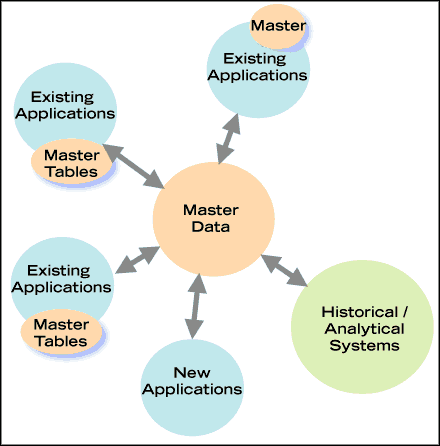 Master
Existing
Applications
Existing
Applications
Master
Tables
Master
Data
Existing
Applications
Master
Tables
Historical /
Analytical
Systems
New
Applications